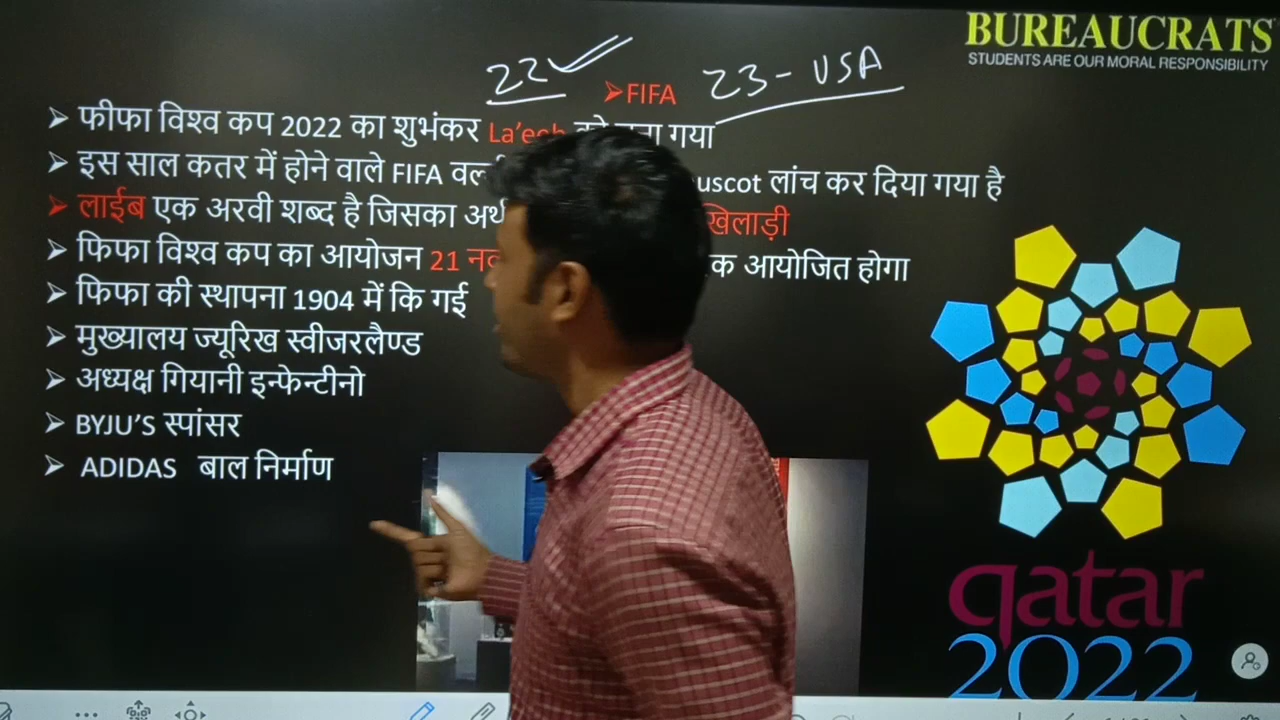 BUREAUCRATS
STUDENTS ARE OUR MORAL RESPONSIBILITY
22 ➢FIFA 23 - USA
➢ फीफा विश्व कप 2022 का शुभंकर La'eeb को गया
➢ इस साल कतर में होने वाले FIFA uscot लांच कर दिया गया है
➢ लाईब एक अरवी शब्द है जिसका अर्थ खिलाड़ी
➢ फिफा विश्व कप का आयोजन 21 क आयोजित होगा
➢ फिफा की स्थापना 1904 में कि गई
➢ मुख्यालय ज्यूरिख स्वीजरलैण्ड
➢ अध्यक्ष गियानी इन्फेन्टीनो
➢ BYJU'S स्पांसर
➢ ADIDAS बाल निर्माण
qatar
2022